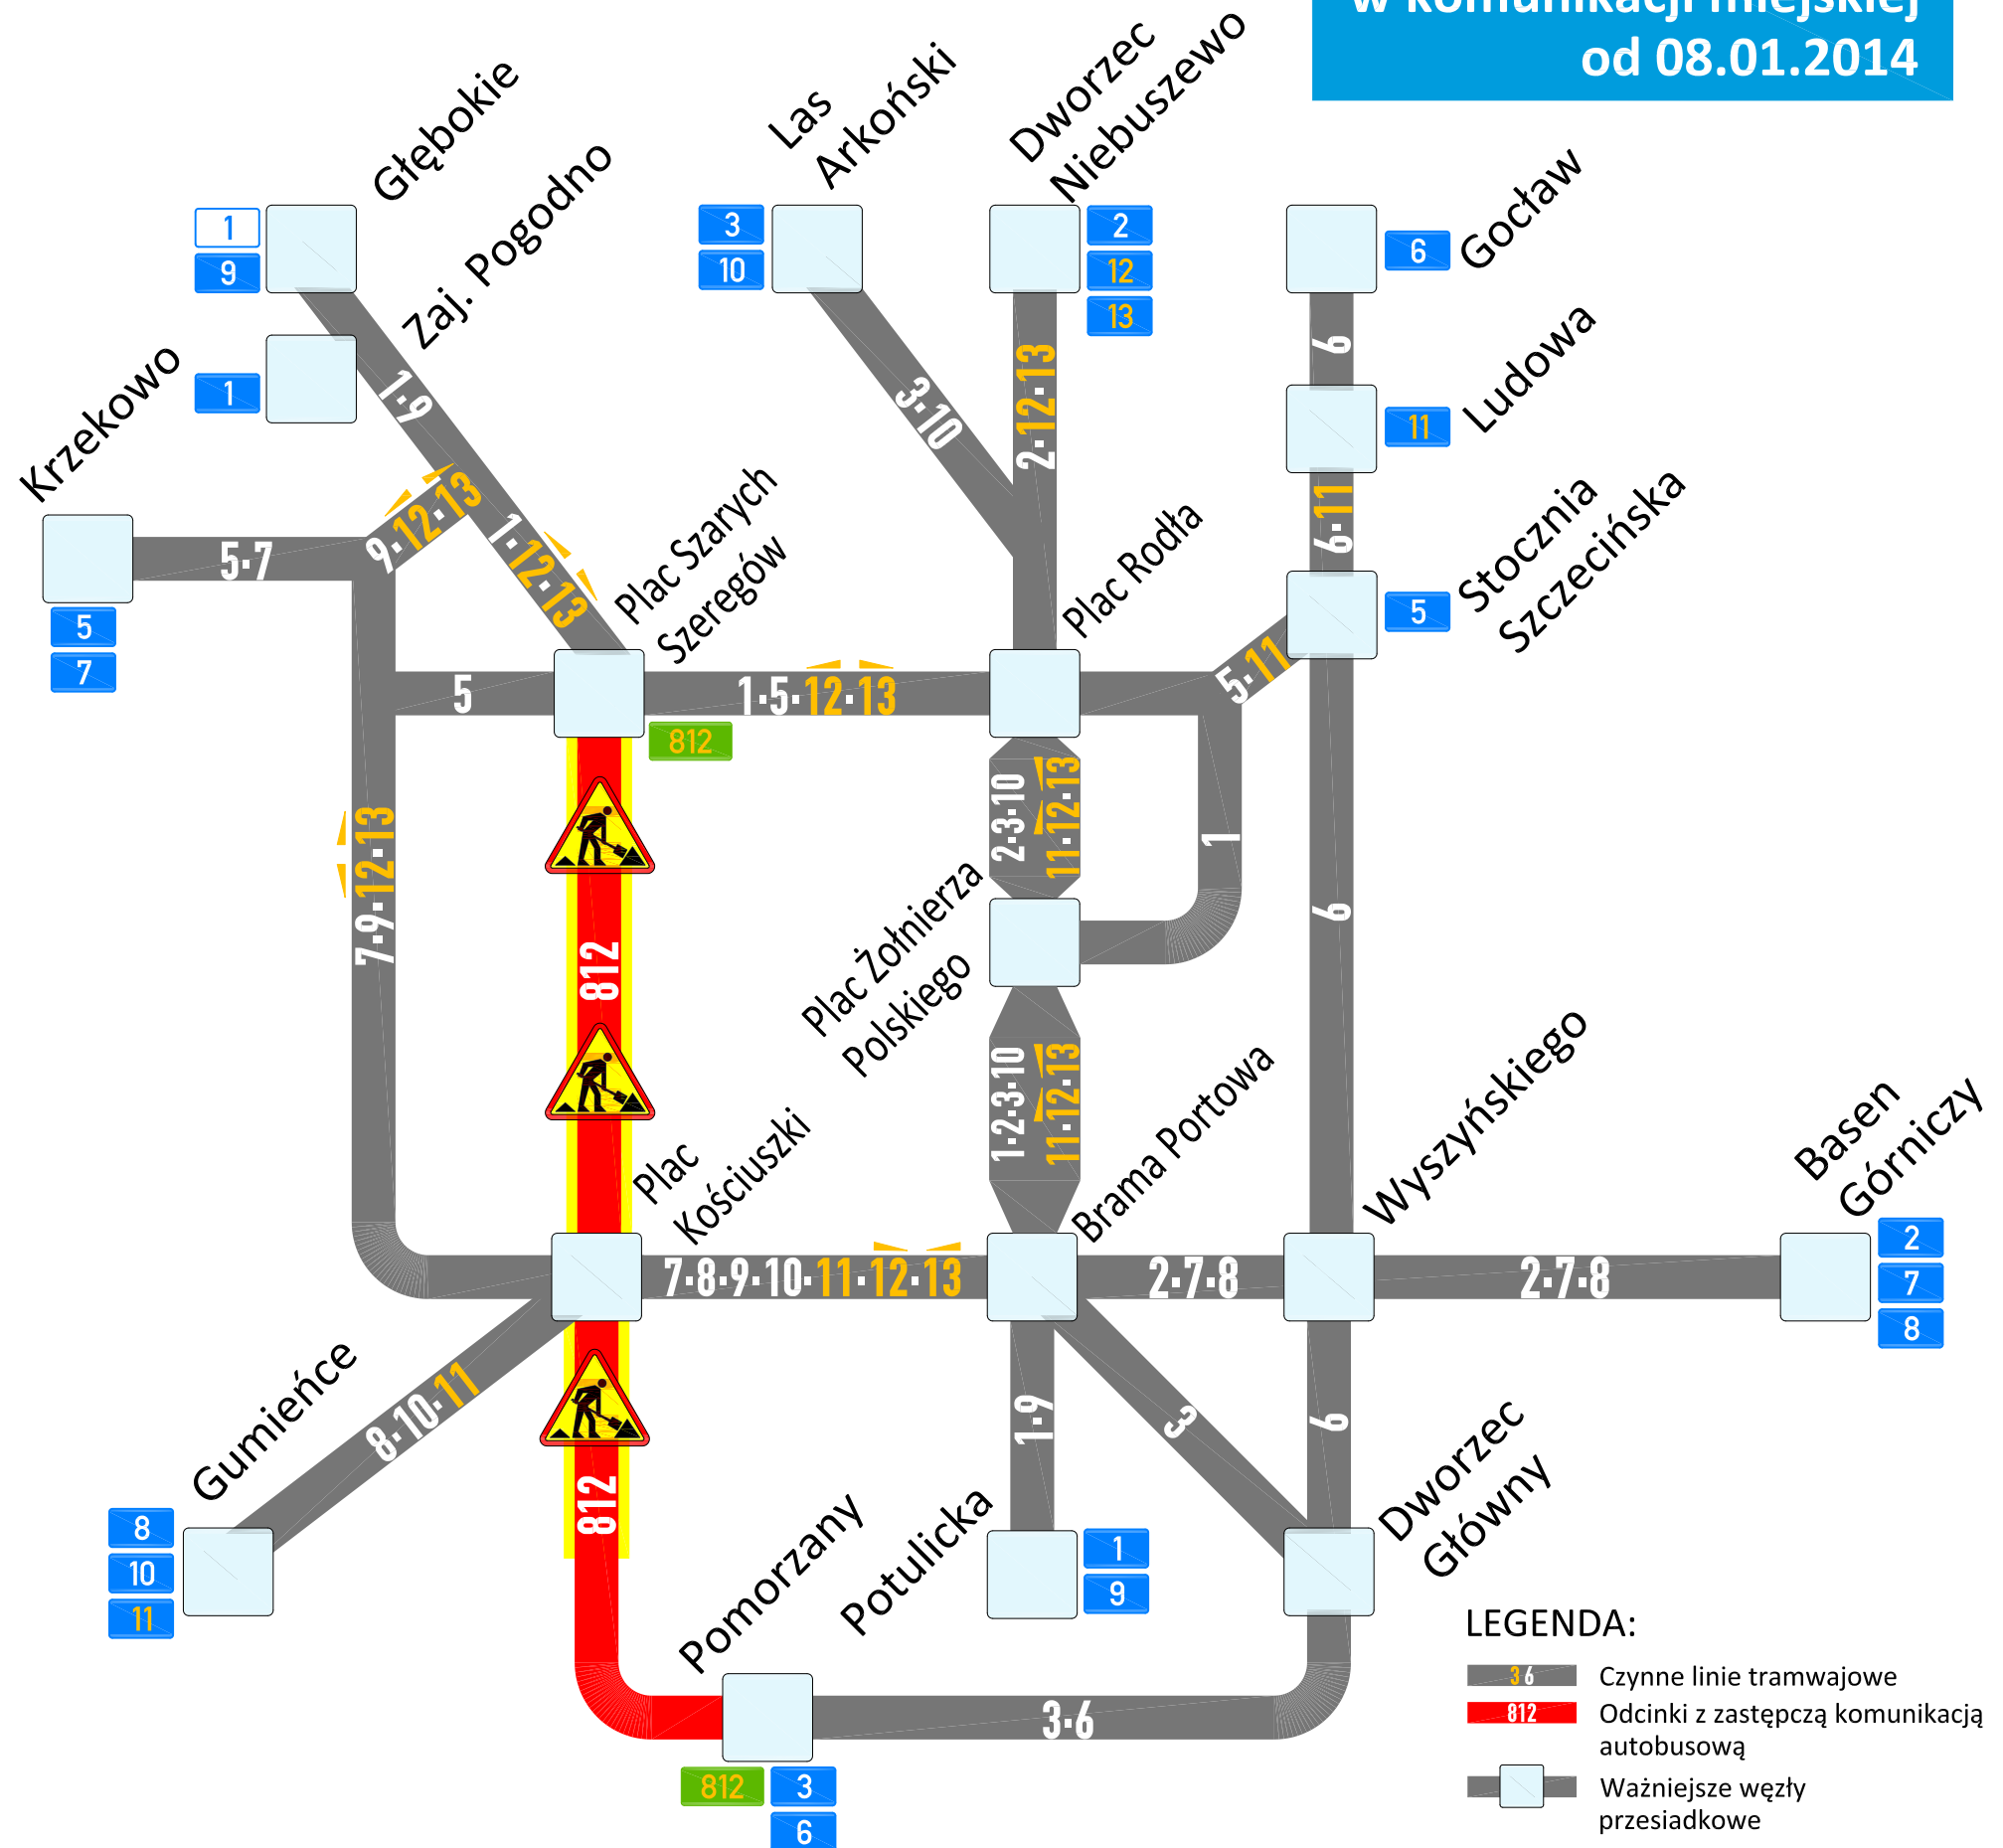 w komunikacji miejskiej
od 08.01.2014
Głębokie
1
9
Zaj. Pogodno
1
Krzekowo
5
7
Las
Arkoński
3
10
Dworzec
Niebuszewo
2
12
13
Gocław
6
Ludowa
11
Stocznia
Szczecińska
5
1·9
3·10
2·12·13
6
6·11
5·7
9·12·13
1·12·13
Plac Szarych
Szeregów
Plac Rodła
5
1·5·12·13
5·11
812
2·3·10
11·12·13
1
7·9·12·13
812
6
Plac Żołnierza
Polskiego
1·2·3·10
11·12·13
Plac
Kościuszki
Brama Portowa
Wyszyńskiego
Basen
Górniczy
2
7
8
7·8·9·10·11·12·13
2·7·8
2·7·8
8·10·11
Gumieńce
8
10
11
812
1·9
3
6
Pomorzany
Potulicka
1
9
Dworzec
Główny
3·6
812
3
6
LEGENDA:
3 6 Czynne linie tramwajowe
812 Odcinki z zastępczą komunikacją
autobusową
Ważniejsze węzły
przesiadkowe